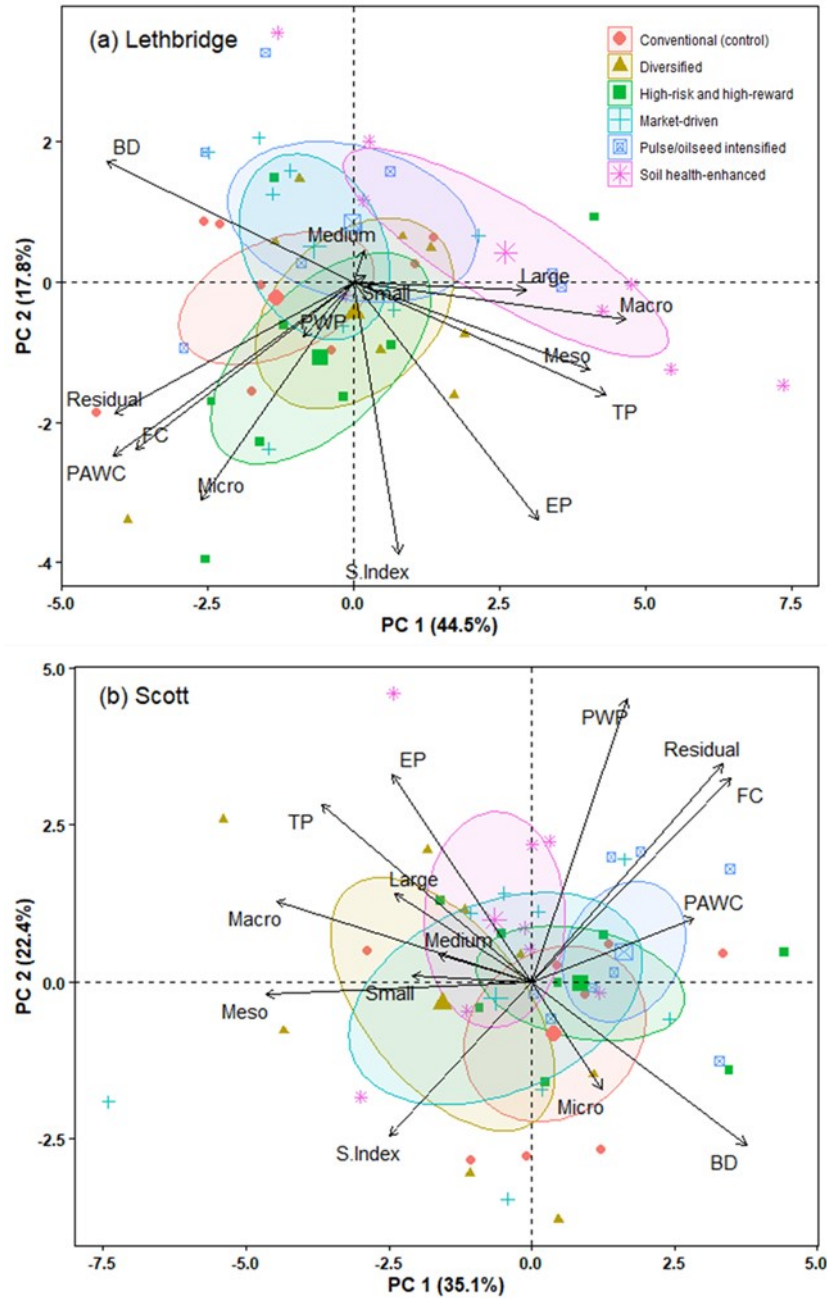 (a) Lethbridge
Conventional (control)
Diversified
High-risk and high-reward
Market-driven
Pulse/oilseed intensified
Soil health-enhanced
BD
Medium
Large
Small
Macro
PWP
Meso
TP
Residual
FC
PAWC
Micro
EP
S.Index
2
0
-2
-4
PC 2 (17.8%)
-5.0
-2.5
0.0
2.5
5.0
7.5
PC 1 (44.5%)
(b) Scott
PWP
Residual
EP
FC
TP
Large
PAWC
Macro
Medium
Small
Meso
Micro
S.Index
BD
5.0
2.5
0.0
-2.5
PC 2 (22.4%)
-7.5
-5.0
-2.5
0.0
2.5
5.0
PC 1 (35.1%)